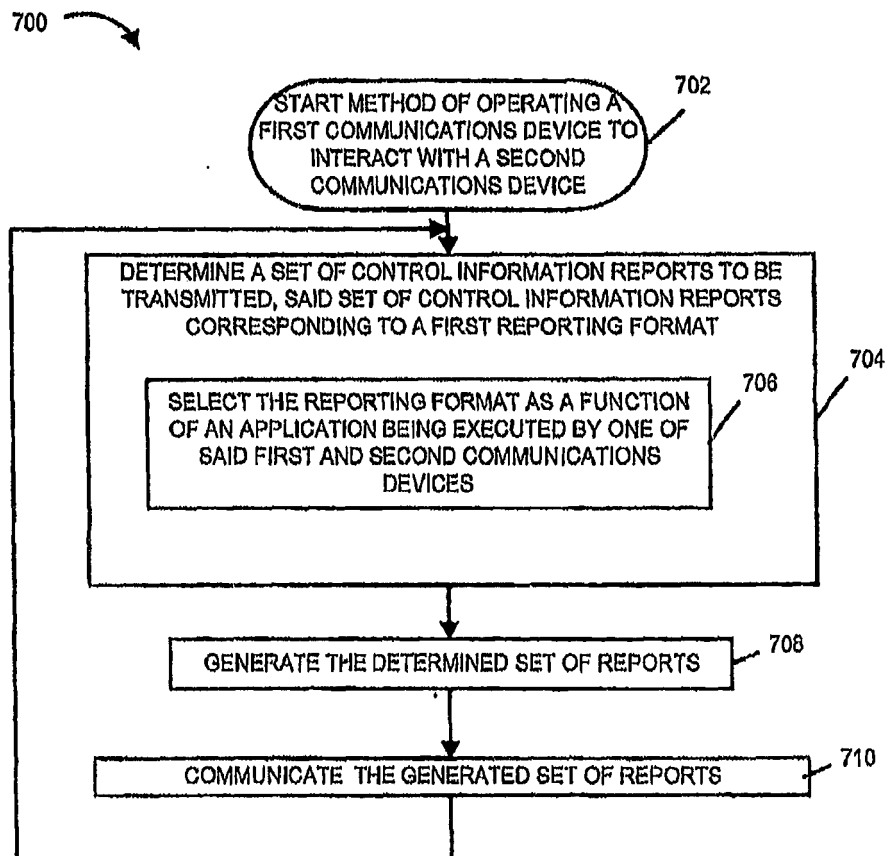 700
702
START METHOD OF OPERATING A
FIRST COMMUNICATIONS DEVICE TO
INTERACT WITH A SECOND
COMMUNICATIONS DEVICE
DETERMINE A SET OF CONTROL INFORMATION REPORTS TO BE
TRANSMITTED, SAID SET OF CONTROL INFORMATION REPORTS
CORRESPONDING TO A FIRST REPORTING FORMAT
704
706
SELECT THE REPORTING FORMAT AS A FUNCTION
OF AN APPLICATION BEING EXECUTED BY ONE OF
SAID FIRST AND SECOND COMMUNICATIONS
DEVICES
708
GENERATE THE DETERMINED SET OF REPORTS
710
COMMUNICATE THE GENERATED SET OF REPORTS